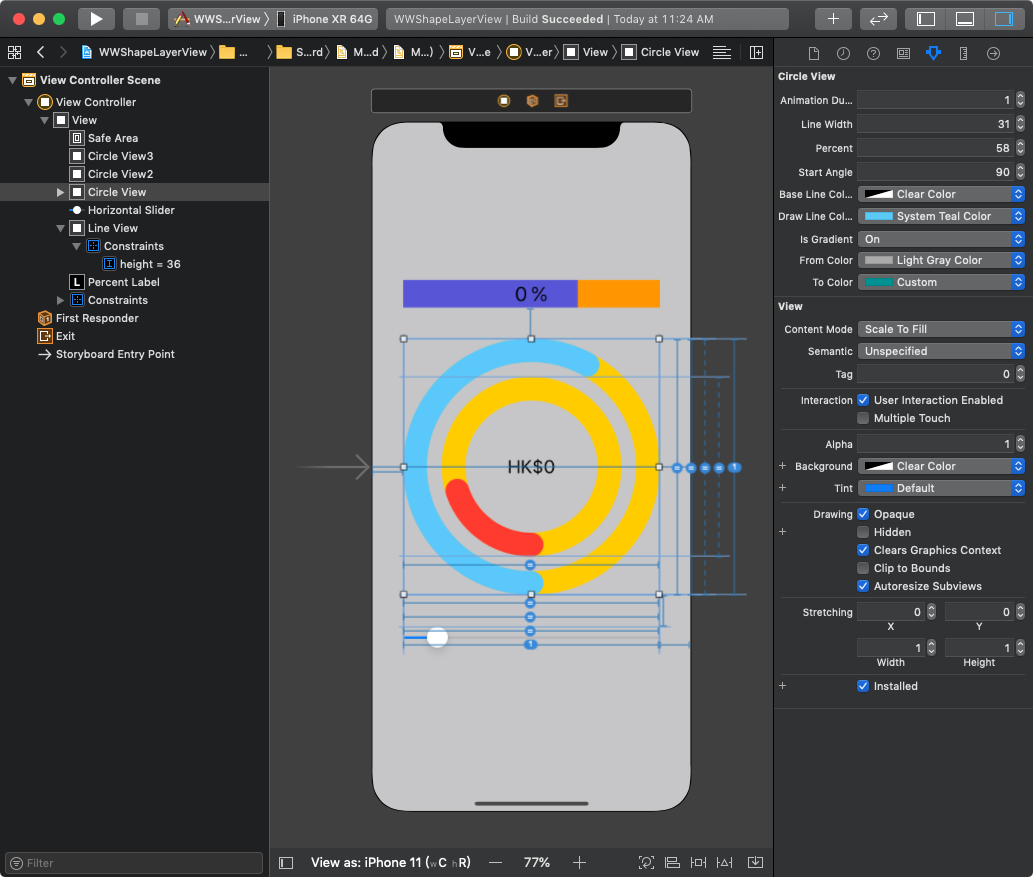 WWS...rView
iPhone XR 64G
WWShapeLayerView | Build Succeeded | Today at 11:24 AM
WWShapeLayerView
...
S...rd
M...d
M...)
V...e
V...er
View
Circle View
View Controller Scene
View Controller
View
Safe Area
Circle View3
Circle View2
Circle View
Horizontal Slider
Line View
Constraints
height = 36
L Percent Label
Constraints
First Responder
Exit
Storyboard Entry Point
Filter
0 %
HK$0
1
1
View as: iPhone 11 (wC hR)
77%
Circle View
Animation Du... 1
Line Width 31
Percent 58
Start Angle 90
Base Line Col... Clear Color
Draw Line Co... System Teal Color
Is Gradient On
From Color Light Gray Color
To Color Custom
View
Content Mode Scale To Fill
Semantic Unspecified
Tag 0
Interaction User Interaction Enabled
Multiple Touch
Alpha 1
+ Background Clear Color
+ Tint Default
Drawing Opaque
+ Hidden
Clears Graphics Context
Clip to Bounds
Autoresize Subviews
Stretching 0 0
X Y
1 1
Width Height
+ Installed